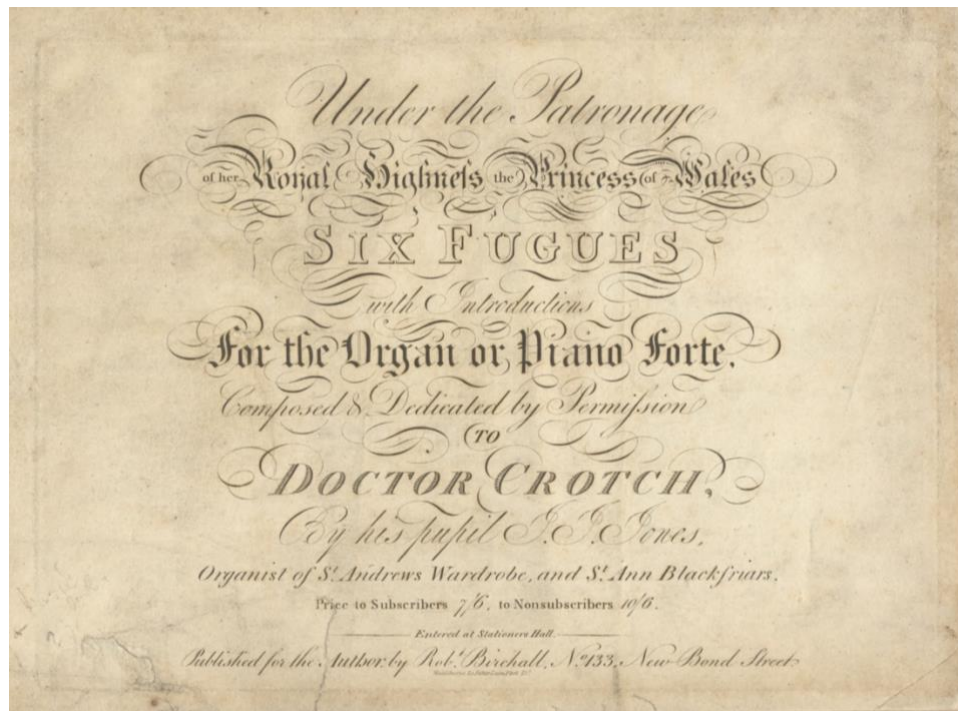 Under the Patronage
of her Royal Highneſs the Princess of Wales
SIX FUGUES
with Introductions
For the Organ or Piano Forte.
Composed & Dedicated by Permiſsion
TO
DOCTOR CROTCH,
By his pupil J. J. Jones,
Organist of St. Andrews Wardrobe, and St. Ann Blackfriars.
Price to Subscribers 7/6, to Nonsubscribers 10/6.
Entered at Stationers Hall.
Published for the Author, by Robt. Birchall, No. 133, New Bond Street